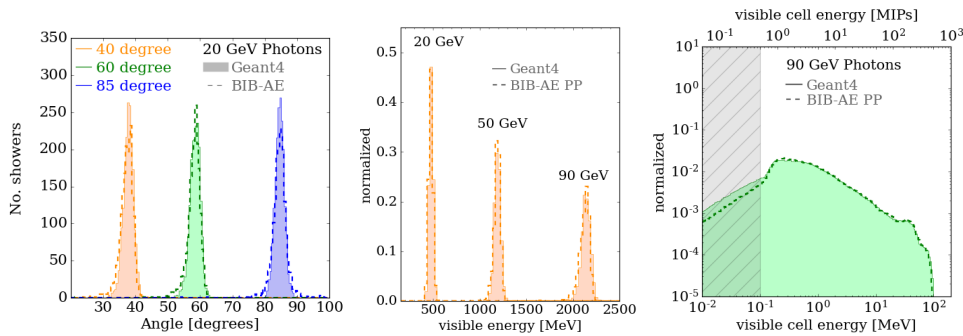 40 degree
60 degree
85 degree
20 GeV Photons
Geant4
BIB-AE
No. showers
350
300
250
200
150
100
50
0
30 40 50 60 70 80 90 100
Angle [degrees]
20 GeV
50 GeV
90 GeV
Geant4
BIB-AE PP
normalized
0.5
0.4
0.3
0.2
0.1
0.0
500 1000 1500 2000 2500
visible energy [MeV]
visible cell energy [MIPs]
10⁻¹ 10⁰ 10¹ 10² 10³
90 GeV Photons
Geant4
BIB-AE PP
normalized
10¹
10⁰
10⁻¹
10⁻²
10⁻³
10⁻⁴
10⁻⁵
10⁻² 10⁻¹ 10⁰ 10¹ 10²
visible cell energy [MeV]